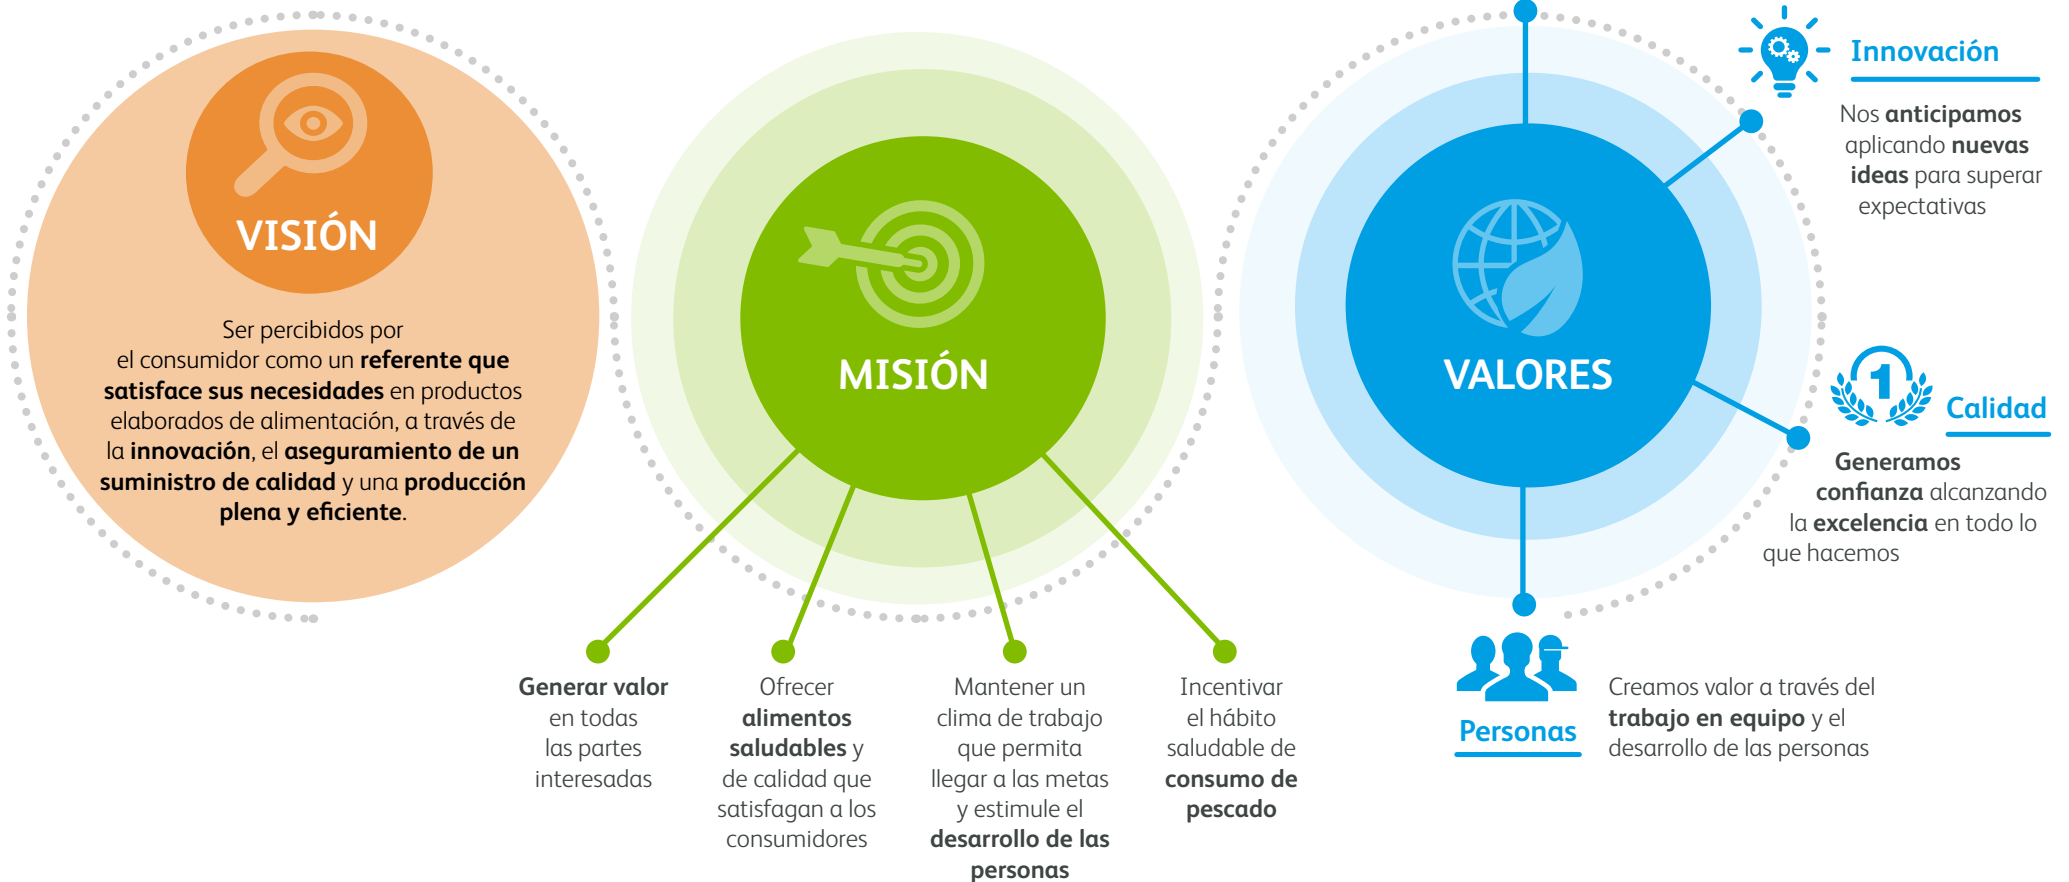 VISIÓN
Ser percibidos por
el consumidor como un referente que
satisface sus necesidades en productos
elaborados de alimentación, a través de
la innovación, el aseguramiento de un
suministro de calidad y una producción
plena y eficiente.
MISIÓN
Generar valor
en todas
las partes
interesadas
Ofrecer
alimentos
saludables y
de calidad que
satisfagan a los
consumidores
Mantener un
clima de trabajo
que permita
llegar a las metas
y estimule el
desarrollo de las
personas
Incentivar
el hábito
saludable de
consumo de
pescado
VALORES
Innovación
Nos anticipamos
aplicando nuevas
ideas para superar
expectativas
1
Calidad
Generamos
confianza alcanzando
la excelencia en todo lo
que hacemos
Personas
Creamos valor a través del
trabajo en equipo y el
desarrollo de las personas